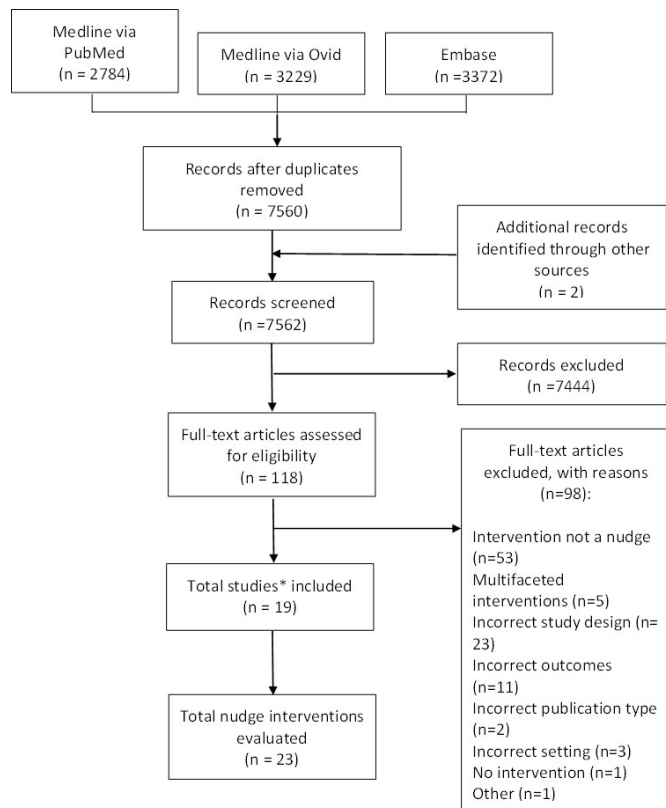 Medline via
PubMed
(n = 2784)
Medline via Ovid
(n = 3229)
Embase
(n =3372)
Records after duplicates
removed
(n = 7560)
Additional records
identified through other
sources
(n = 2)
Records screened
(n =7562)
Records excluded
(n =7444)
Full-text articles assessed
for eligibility
(n = 118)
Full-text articles
excluded, with reasons
(n=98):
Intervention not a nudge
(n=53)
Multifaceted
interventions (n=5)
Incorrect study design (n=
23)
Incorrect outcomes
(n=11)
Incorrect publication type
(n=2)
Incorrect setting (n=3)
No intervention (n=1)
Other (n=1)
Total studies* included
(n = 19)
Total nudge interventions
evaluated
(n = 23)